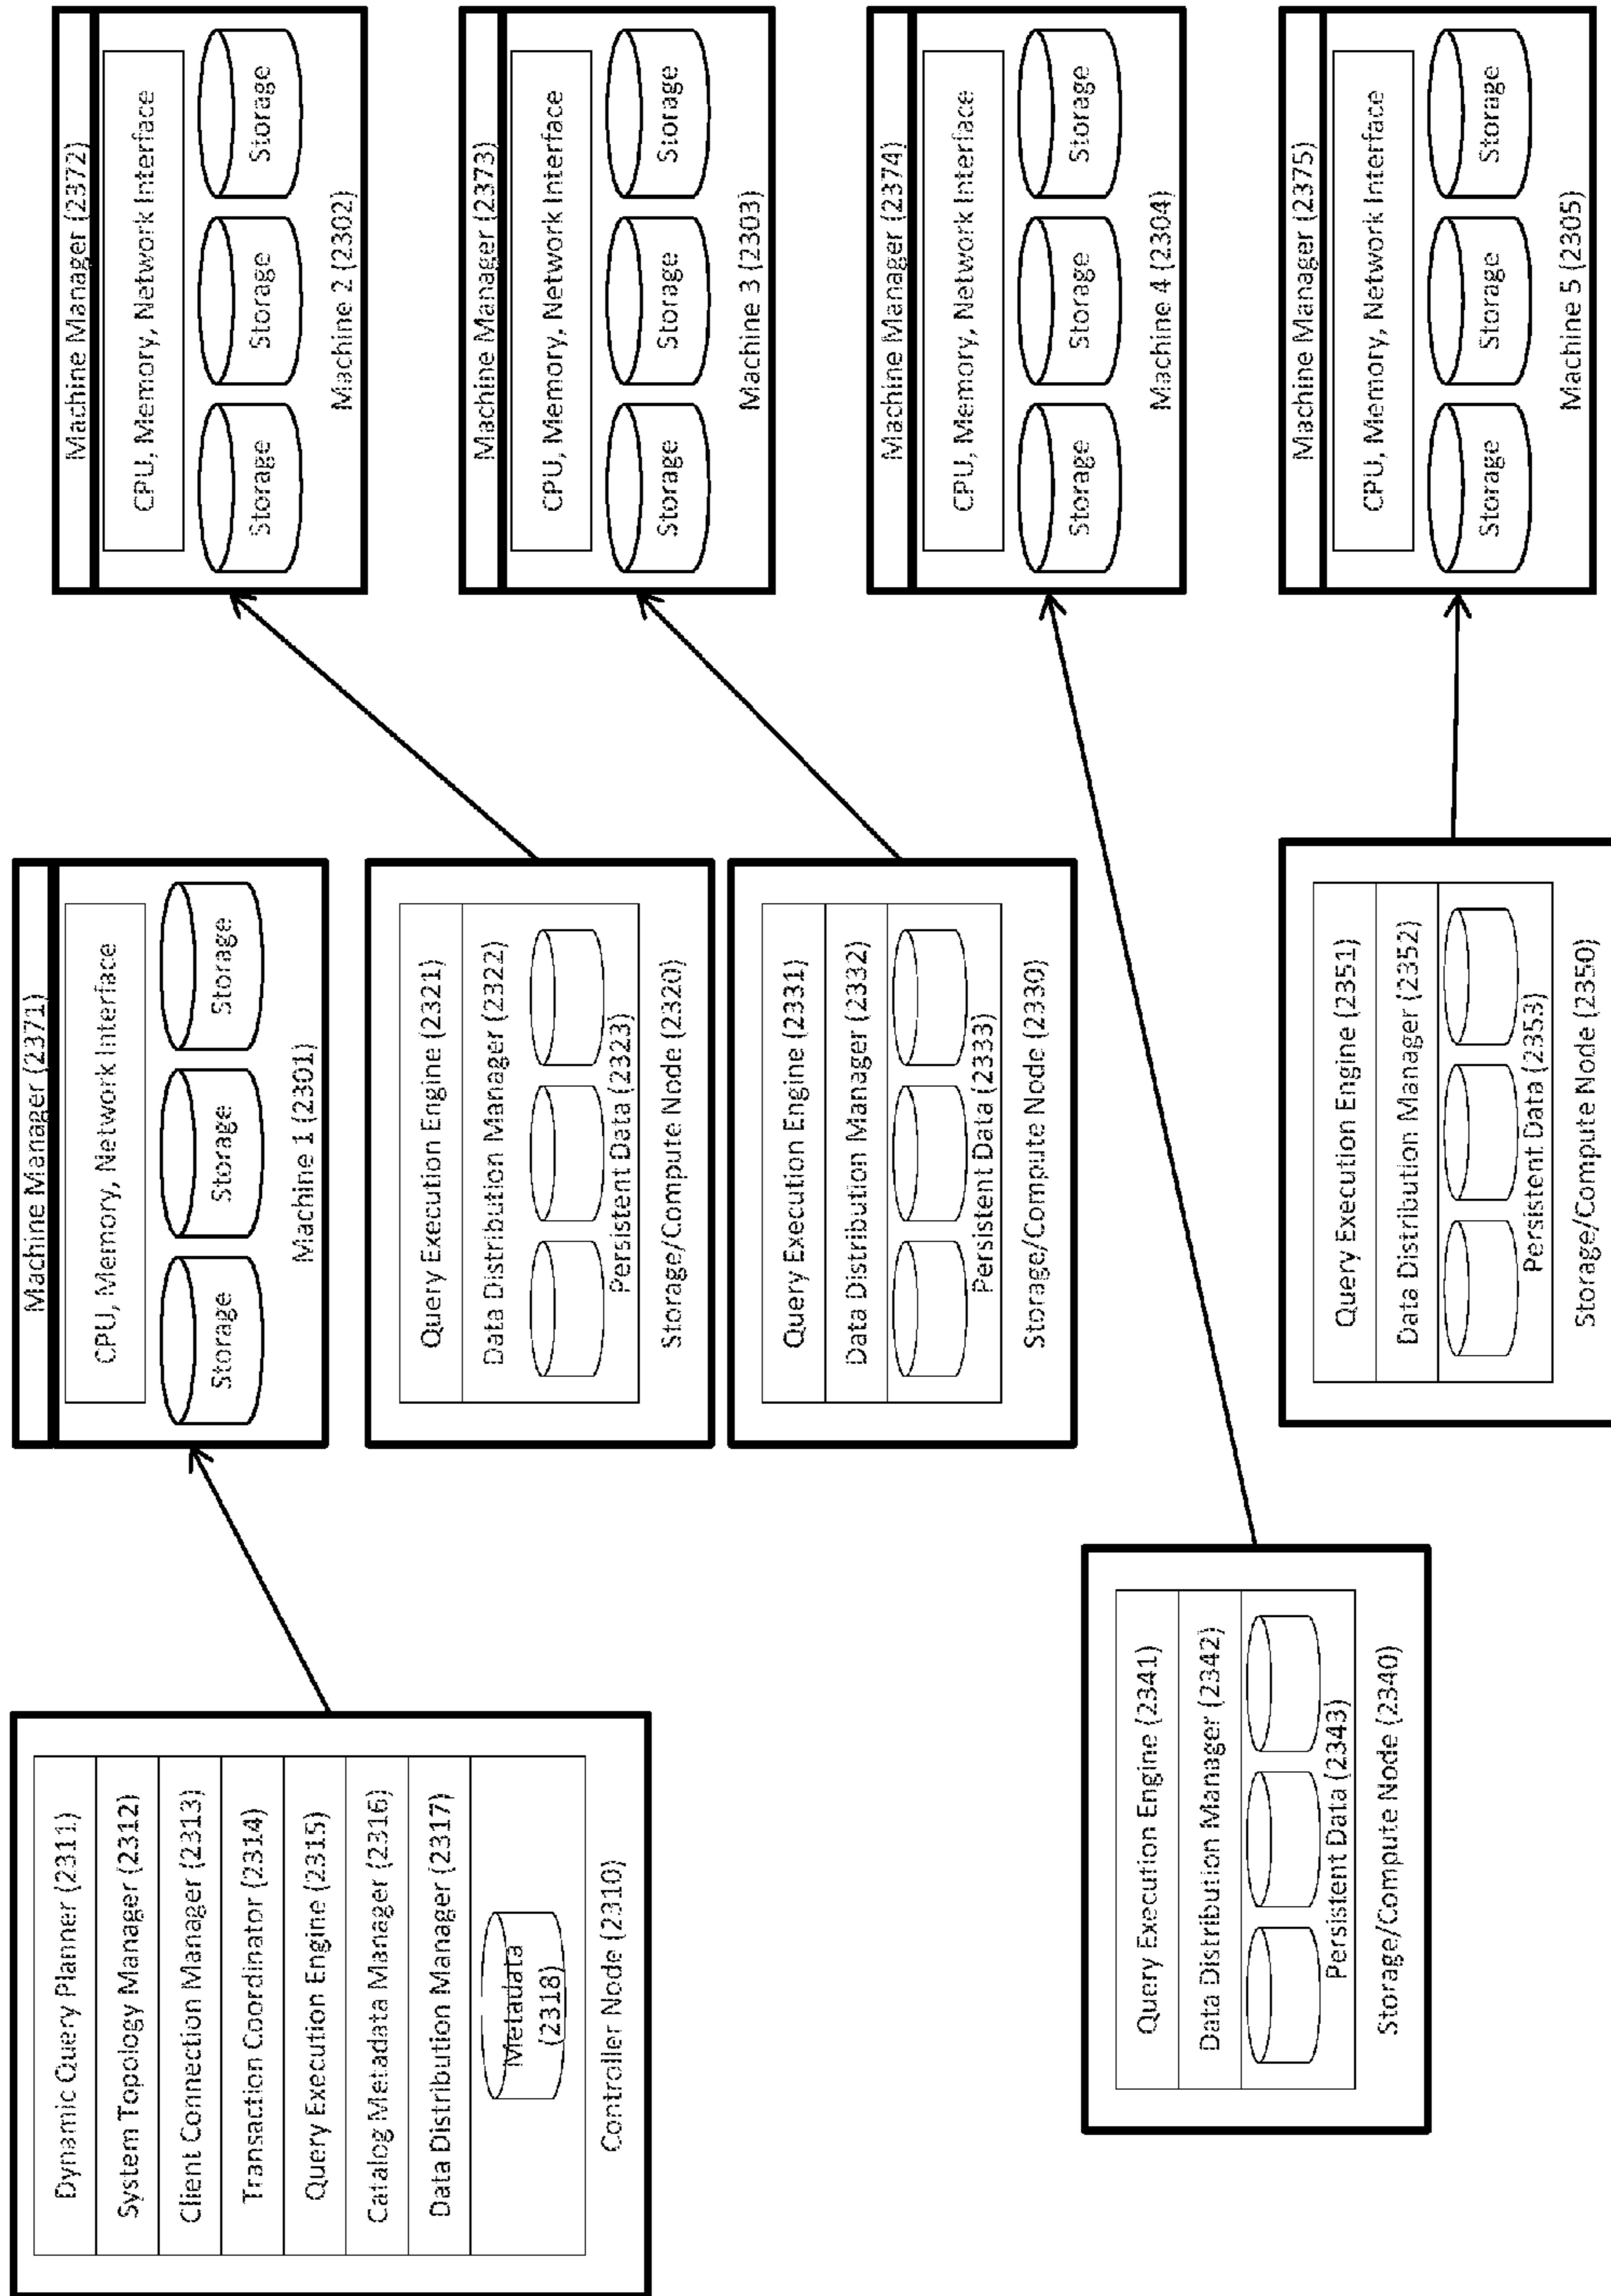 Dynamic Query Planner (2311)
System Topology Manager (2312)
Client Connection Manager (2313)
Transaction Coordinator (2314)
Query Execution Engine (2315)
Catalog Metadata Manager (2316)
Data Distribution Manager (2317)
Metadata
(2318)
Controller Node (2310)
Machine Manager (2371)
CPU, Memory, Network Interface
Storage
Storage
Storage
Machine 1 (2301)
Query Execution Engine (2321)
Data Distribution Manager (2322)
Persistent Data (2323)
Storage/Compute Node (2320)
Query Execution Engine (2331)
Data Distribution Manager (2332)
Persistent Data (2333)
Storage/Compute Node (2330)
Query Execution Engine (2341)
Data Distribution Manager (2342)
Persistent Data (2343)
Storage/Compute Node (2340)
Query Execution Engine (2351)
Data Distribution Manager (2352)
Persistent Data (2353)
Storage/Compute Node (2350)
Machine Manager (2372)
CPU, Memory, Network Interface
Storage
Storage
Storage
Machine 2 (2302)
Machine Manager (2373)
CPU, Memory, Network Interface
Storage
Storage
Storage
Machine 3 (2303)
Machine Manager (2374)
CPU, Memory, Network Interface
Storage
Storage
Storage
Machine 4 (2304)
Machine Manager (2375)
CPU, Memory, Network Interface
Storage
Storage
Storage
Machine 5 (2305)